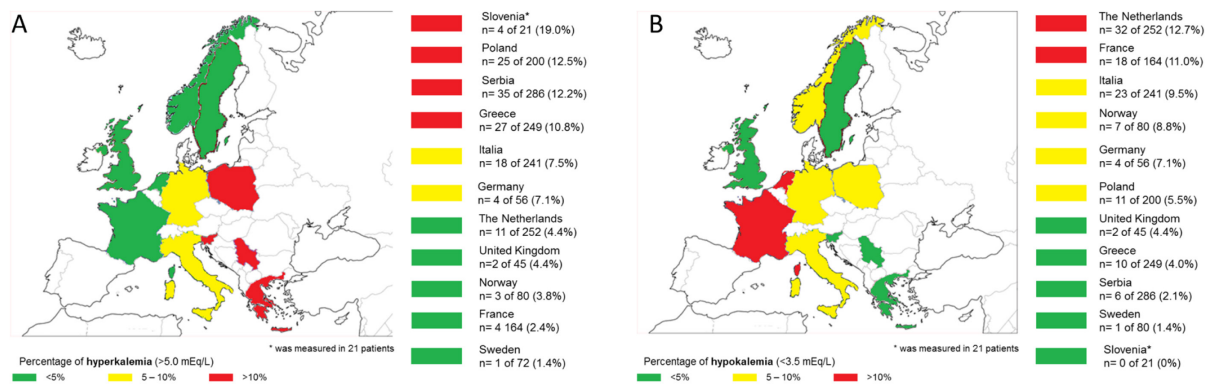 A
Slovenia*
n= 4 of 21 (19.0%)
Poland
n= 25 of 200 (12.5%)
Serbia
n= 35 of 286 (12.2%)
Greece
n= 27 of 249 (10.8%)
Italia
n= 18 of 241 (7.5%)
Germany
n= 4 of 56 (7.1%)
The Netherlands
n= 11 of 252 (4.4%)
United Kingdom
n=2 of 45 (4.4%)
Norway
n= 3 of 80 (3.8%)
France
n= 4 164 (2.4%)
Sweden
n= 1 of 72 (1.4%)
* was measured in 21 patients
Percentage of hyperkalemia (>5.0 mEq/L)
<5%
5 – 10%
>10%
B
The Netherlands
n= 32 of 252 (12.7%)
France
n= 18 of 164 (11.0%)
Italia
n= 23 of 241 (9.5%)
Norway
n= 7 of 80 (8.8%)
Germany
n= 4 of 56 (7.1%)
Poland
n= 11 of 200 (5.5%)
United Kingdom
n=2 of 45 (4.4%)
Greece
n= 10 of 249 (4.0%)
Serbia
n= 6 of 286 (2.1%)
Sweden
n= 1 of 80 (1.4%)
Slovenia*
n= 0 of 21 (0%)
* was measured in 21 patients
Percentage of hypokalemia (<3.5 mEq/L)
<5%
5 – 10%
>10%